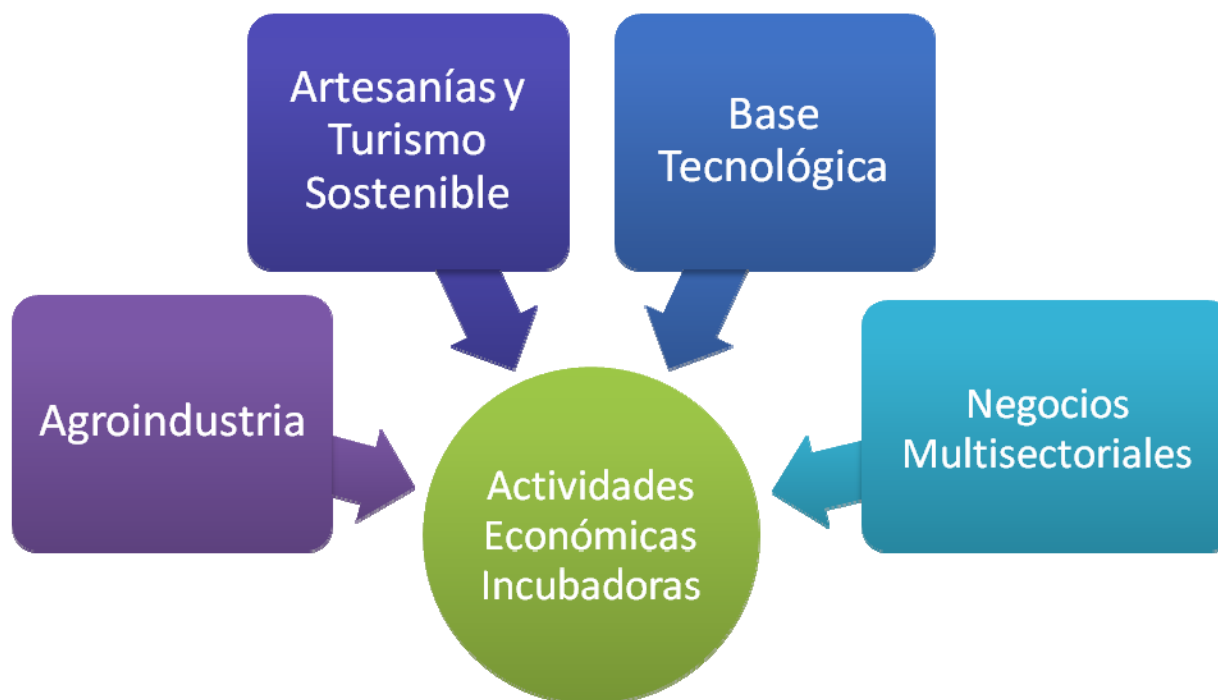 Artesanías y
Turismo
Sostenible
Base
Tecnológica
Agroindustria
Negocios
Multisectoriales
Actividades
Económicas
Incubadoras